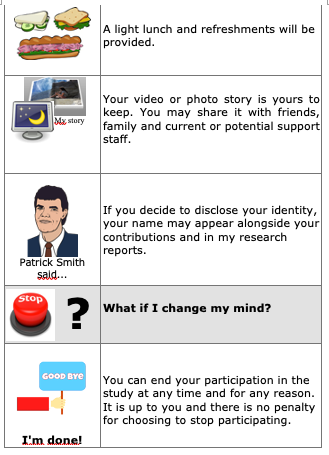 A light lunch and refreshments will be
provided.
My story
Your video or photo story is yours to
keep. You may share it with friends,
family and current or potential support
staff.
Patrick Smith
said...
If you decide to disclose your identity,
your name may appear alongside your
contributions and in my research
reports.
Stop
?
What if I change my mind?
GOOD BYE
I'm done!
You can end your participation in the
study at any time and for any reason.
It is up to you and there is no penalty
for choosing to stop participating.